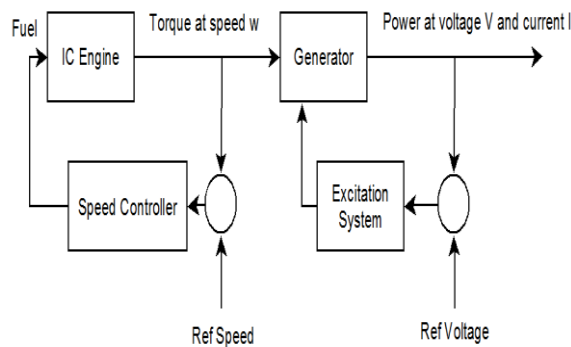 Fuel
Torque at speed w
Power at voltage V and current I
IC Engine
Generator
Speed Controller
Excitation
System
Ref Speed
Ref Voltage